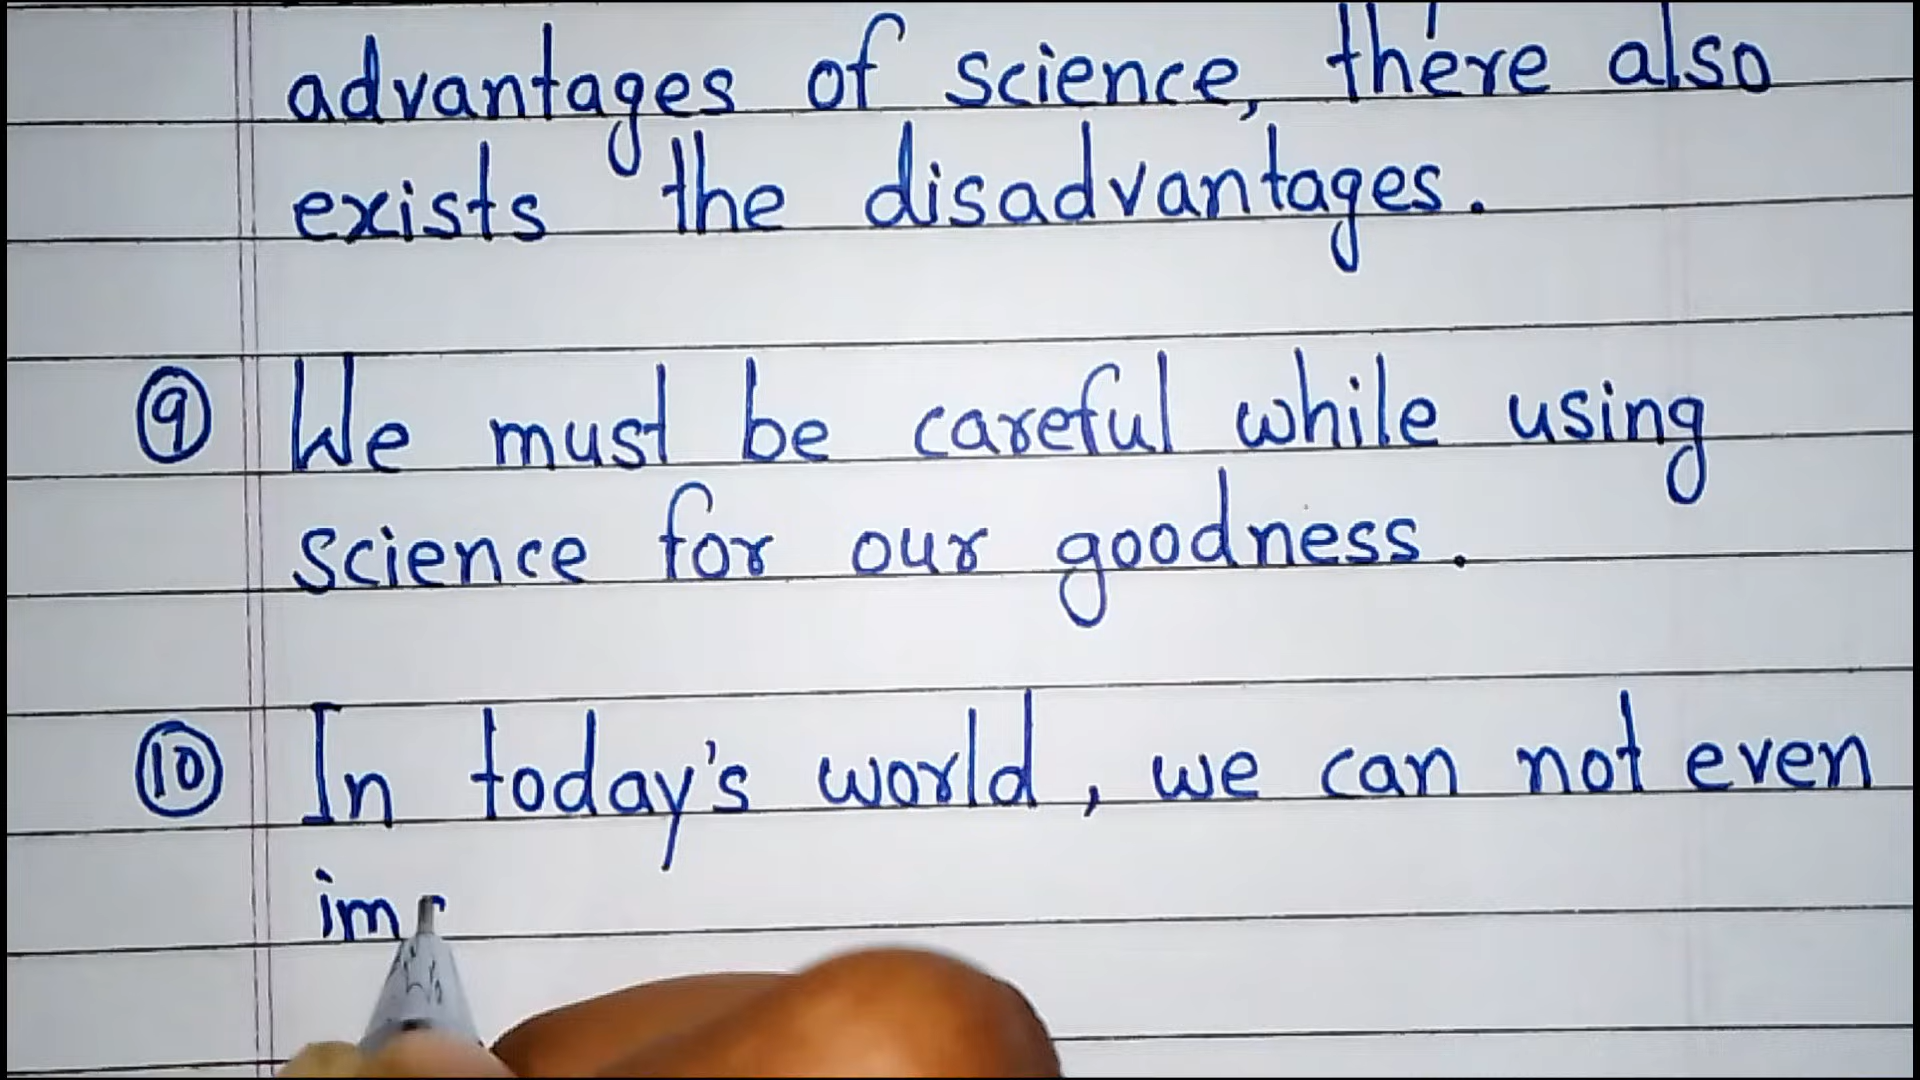 advantages of science, there also
exists the disadvantages.
9 We must be careful while using
science for our goodness.
10 In today's world, we can not even
im